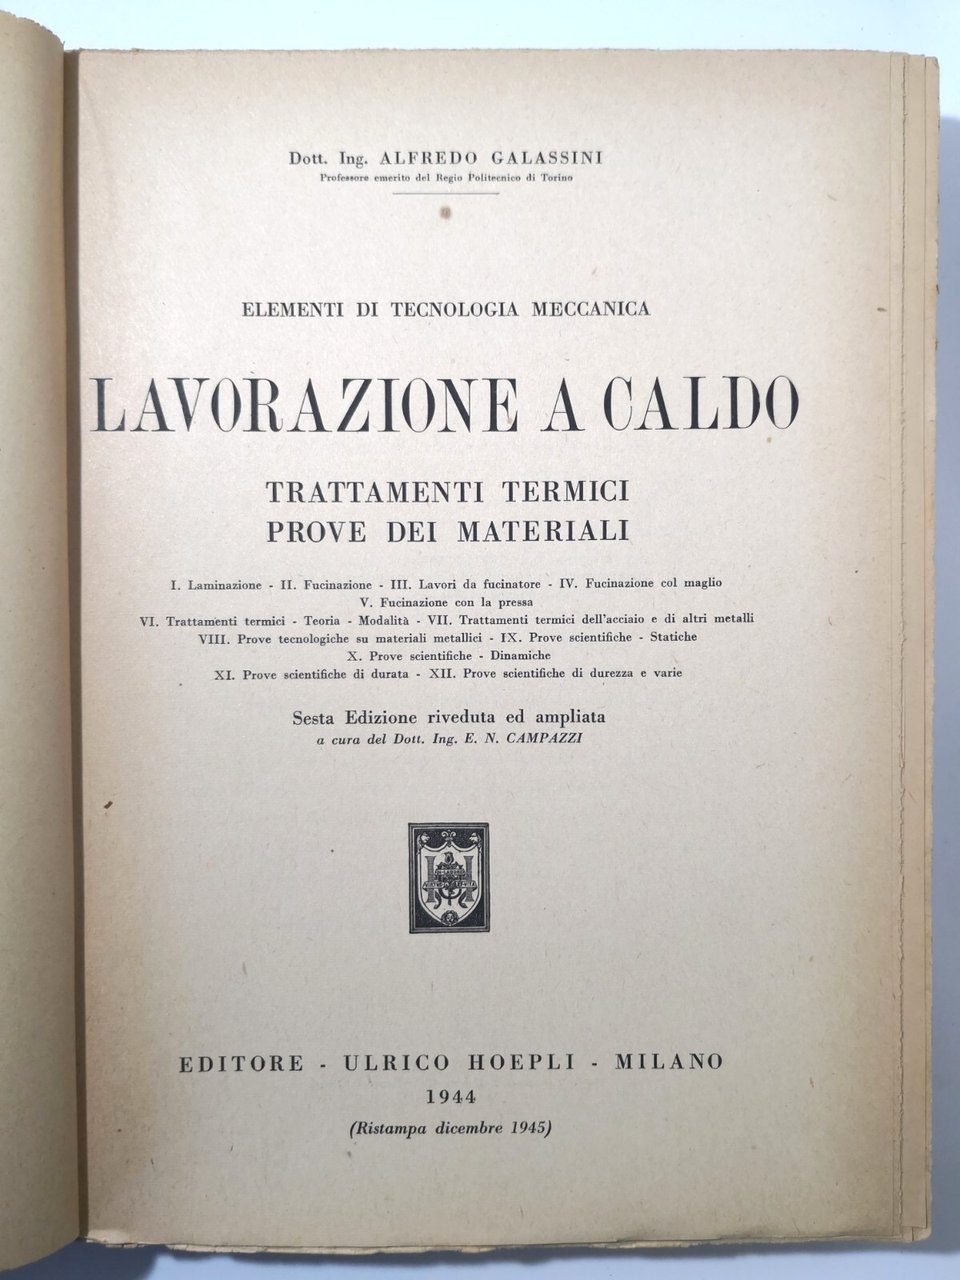 Dott. Ing. ALFREDO GALASSINI
Professore emerito del Regio Politecnico di Torino
ELEMENTI DI TECNOLOGIA MECCANICA
LAVORAZIONE A CALDO
TRATTAMENTI TERMICI
PROVE DEI MATERIALI
I. Laminazione - II. Fucinazione - III. Lavori da fucinatore - IV. Fucinazione col maglio
V. Fucinazione con la pressa
VI. Trattamenti termici - Teoria - Modalità - VII. Trattamenti termici dell'acciaio e di altri metalli
VIII. Prove tecnologiche su materiali metallici - IX. Prove scientifiche - Statiche
X. Prove scientifiche - Dinamiche
XI. Prove scientifiche di durata - XII. Prove scientifiche di durezza e varie
Sesta Edizione riveduta ed ampliata
a cura del Dott. Ing. E. N. CAMPAZZI
EDITORE - ULRICO HOEPLI - MILANO
1944
(Ristampa dicembre 1945)